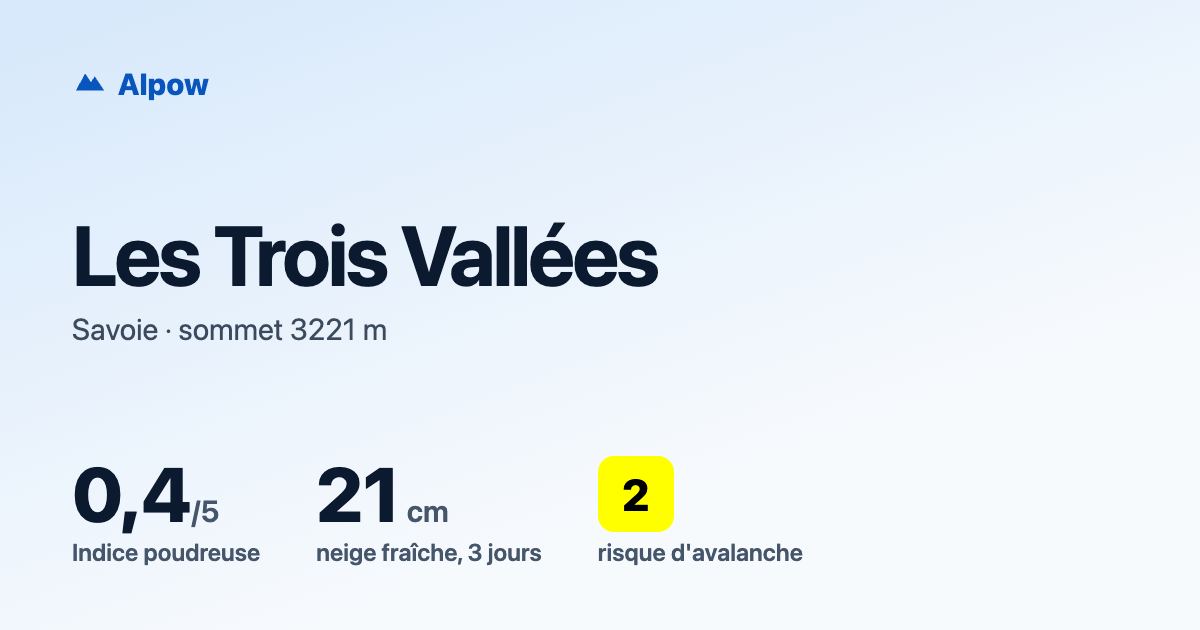 Alpow
Les Trois Vallées
Savoie · sommet 3221 m
0,4/5
Indice poudreuse
21 cm
neige fraîche, 3 jours
2
risque d'avalanche